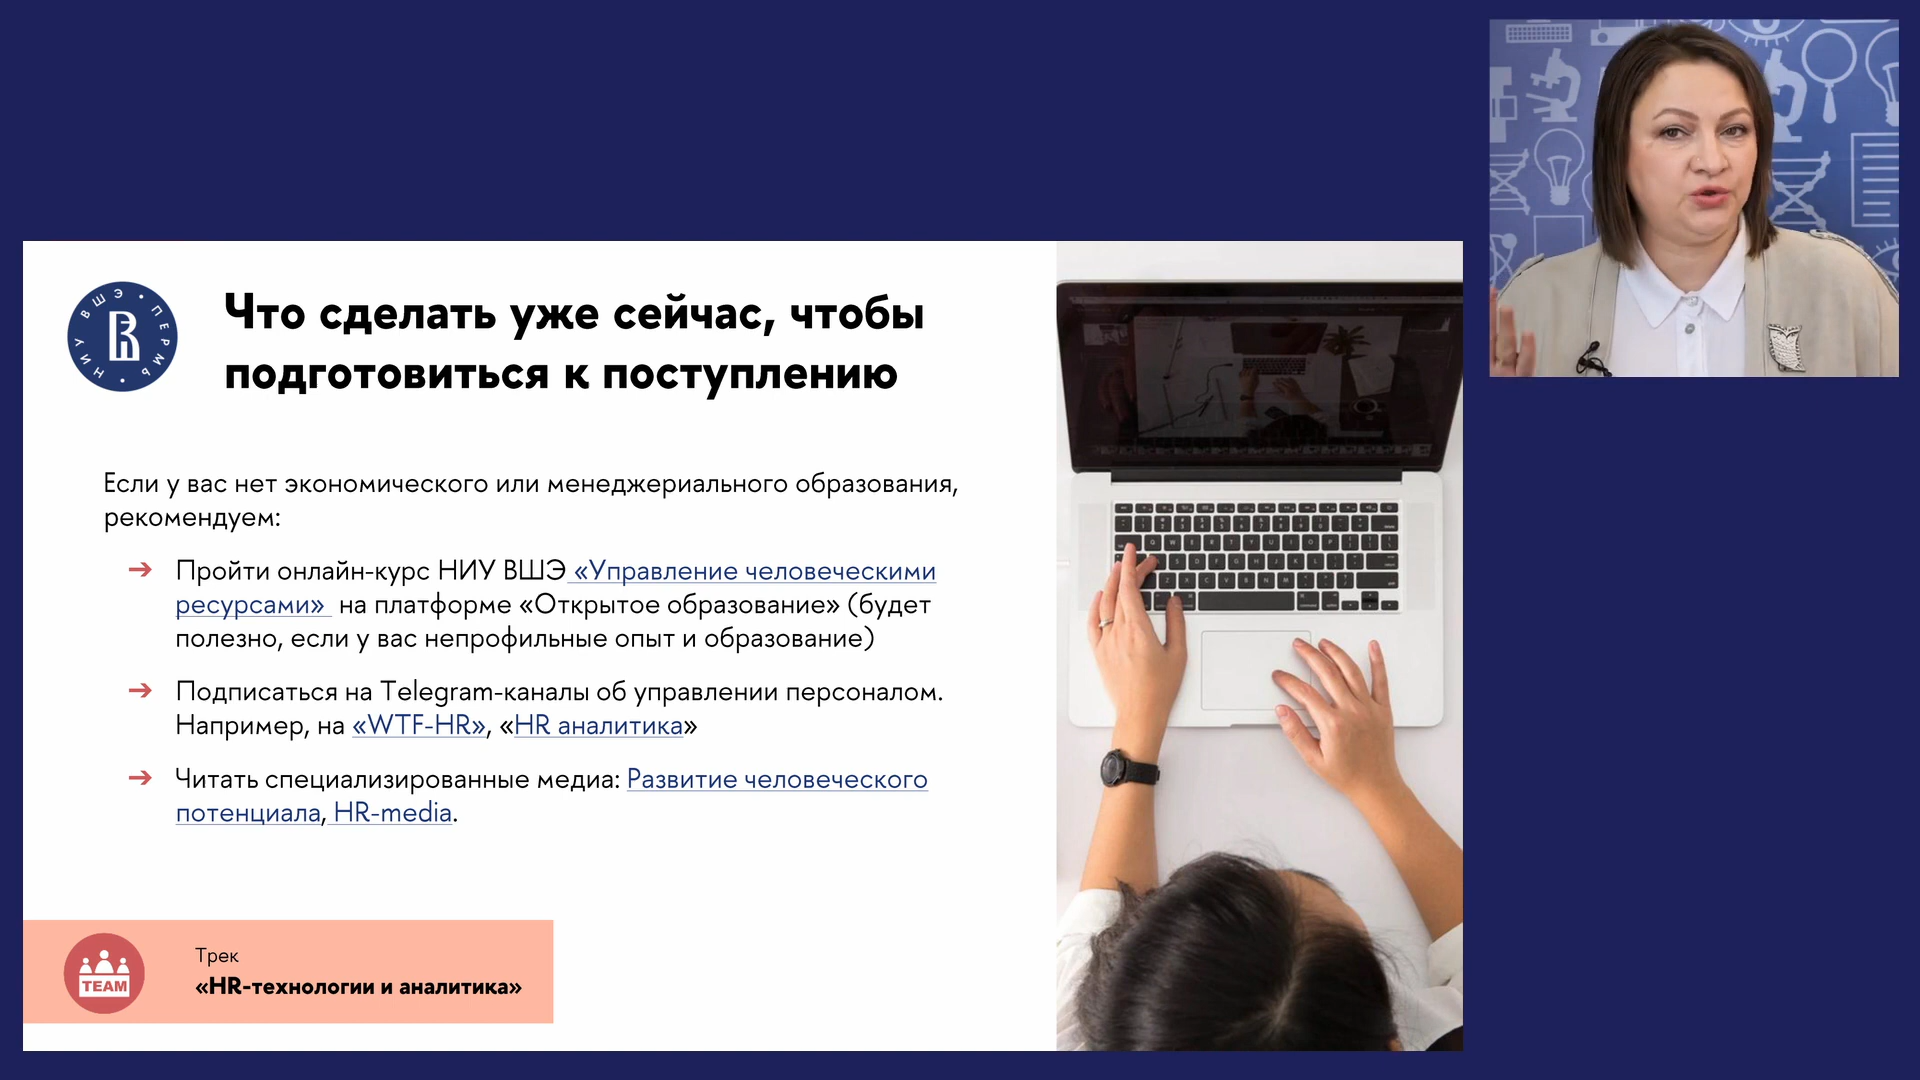 НИУ ВШЭ • ПЕРМЬ •
Что сделать уже сейчас, чтобы
подготовиться к поступлению
Если у вас нет экономического или менеджериального образования,
рекомендуем:
➔ Пройти онлайн-курс НИУ ВШЭ «Управление человеческими
ресурсами» на платформе «Открытое образование» (будет
полезно, если у вас непрофильные опыт и образование)
➔ Подписаться на Telegram-каналы об управлении персоналом.
Например, на «WTF-HR», «HR аналитика»
➔ Читать специализированные медиа: Развитие человеческого
потенциала, HR-media.
TEAM
Трек
«HR-технологии и аналитика»